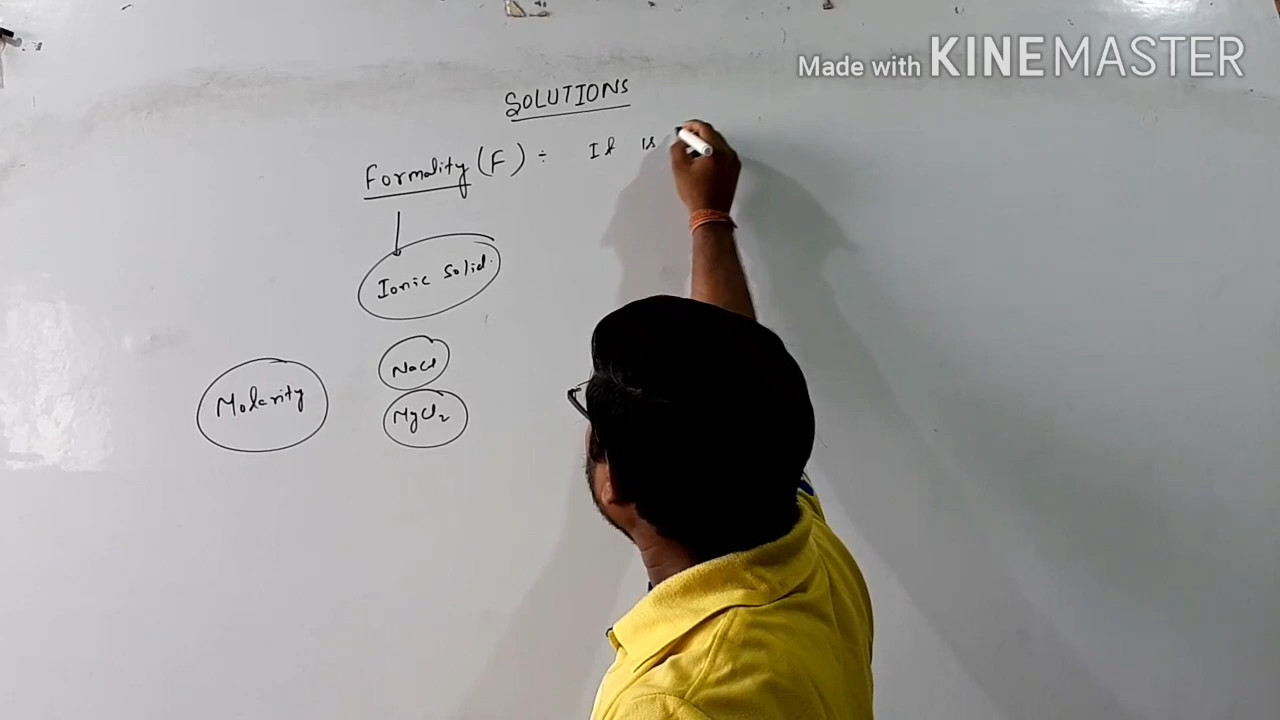 Made with KINEMASTER
SOLUTIONS
Formality (F) ÷ It is
Ionic Solid.
NaCl
Molarity
MgCl₂